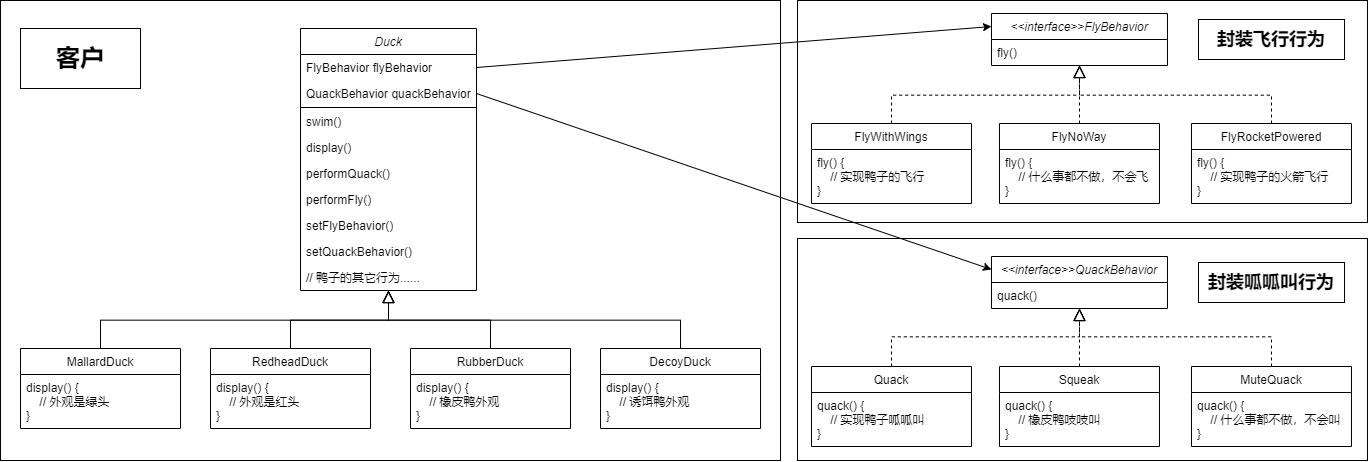 客户
Duck
FlyBehavior flyBehavior
QuackBehavior quackBehavior
swim()
display()
performQuack()
performFly()
setFlyBehavior()
setQuackBehavior()
// 鸭子的其它行为......
MallardDuck
display() {
// 外观是绿头
}
RedheadDuck
display() {
// 外观是红头
}
RubberDuck
display() {
// 橡皮鸭外观
}
DecoyDuck
display() {
// 诱饵鸭外观
}
<<interface>>FlyBehavior
fly()
封装飞行行为
FlyWithWings
fly() {
// 实现鸭子的飞行
}
FlyNoWay
fly() {
// 什么事都不做，不会飞
}
FlyRocketPowered
fly() {
// 实现鸭子的火箭飞行
}
<<interface>>QuackBehavior
quack()
封装呱呱叫行为
Quack
quack() {
// 实现鸭子呱呱叫
}
Squeak
quack() {
// 橡皮鸭吱吱叫
}
MuteQuack
quack() {
// 什么事都不做，不会叫
}